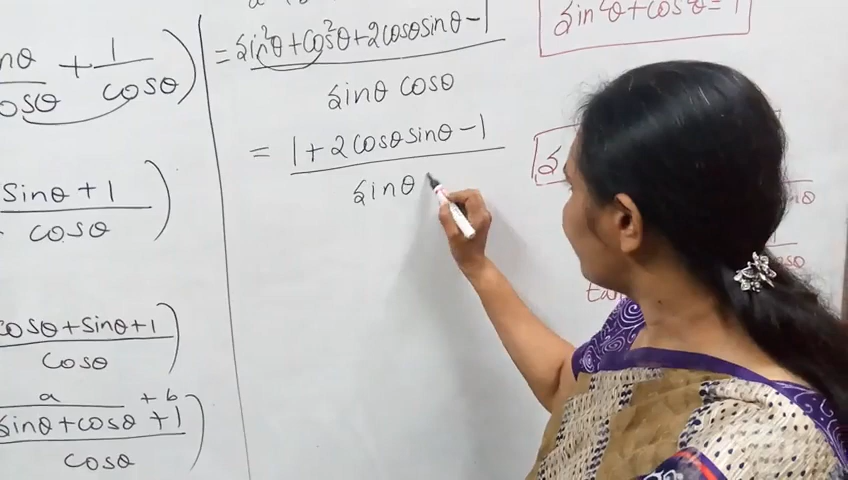 nθ/cosθ + 1/cosθ)
sinθ + 1/cosθ)
cosθ + sinθ + 1/cosθ)
a + b
sinθ + cosθ + 1/cosθ)
= sin²θ + cos²θ + 2cosθsinθ - 1
sinθ cosθ
= 1 + 2cosθsinθ - 1
sinθ
sin²θ + cos²θ = 1